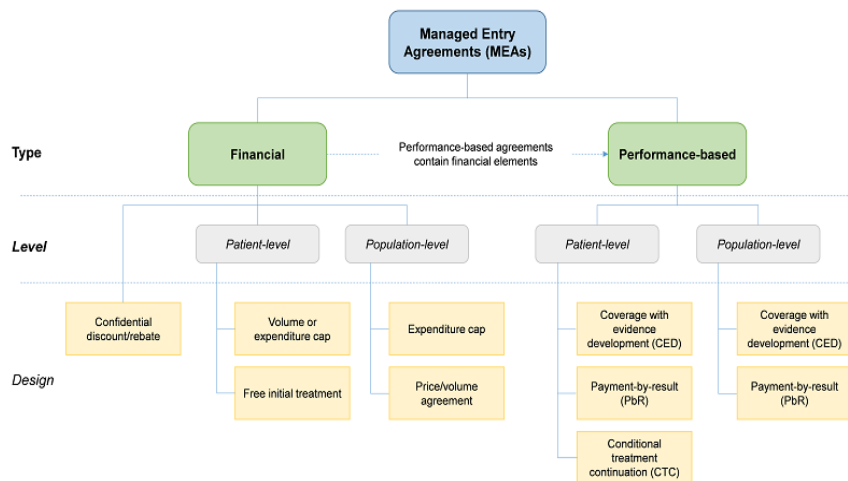 Managed Entry
Agreements (MEAs)
Type
Financial
Performance-based agreements
contain financial elements
Performance-based
Level
Patient-level
Population-level
Patient-level
Population-level
Design
Confidential
discount/rebate
Volume or
expenditure cap
Expenditure cap
Coverage with
evidence
development (CED)
Coverage with
evidence
development (CED)
Free initial treatment
Price/volume
agreement
Payment-by-result
(PbR)
Payment-by-result
(PbR)
Conditional
treatment
continuation (CTC)